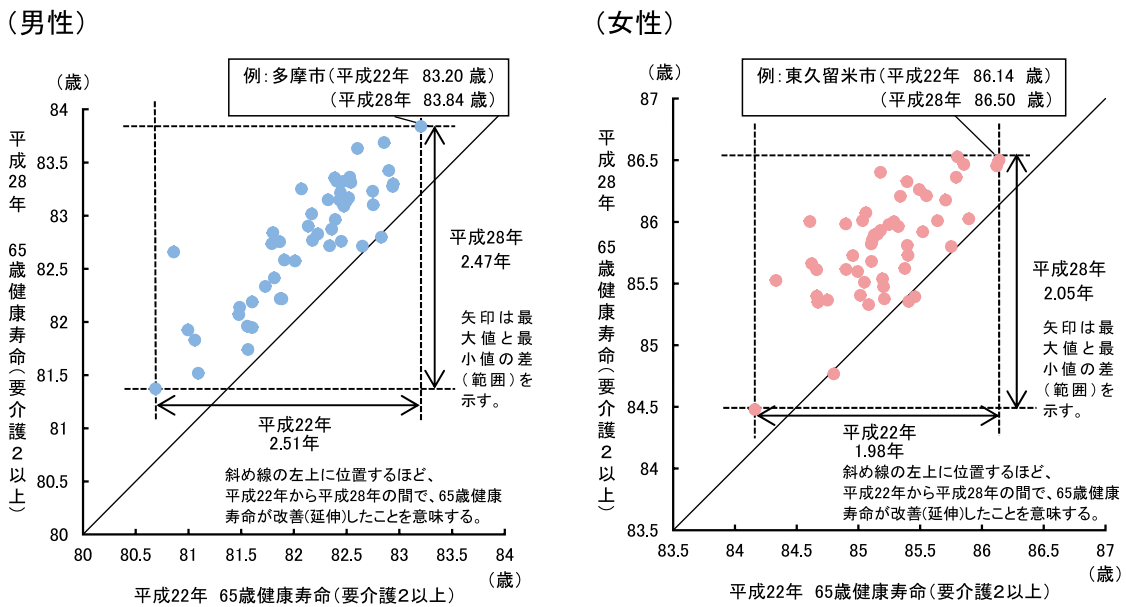 （男性）
（歳）
例：多摩市（平成22年　83.20　歳）
（平成28年　83.84　歳）
平成28年　65歳健康寿命（要介護２以上）
84
83.5
83
82.5
82
81.5
81
80.5
80
平成28年
2.47年
矢印は最
大値と最
小値の差
（範囲）を
示す。
平成22年
2.51年
斜め線の左上に位置するほど、
平成22年から平成28年の間で、65歳健康
寿命が改善（延伸）したことを意味する。
80 80.5 81 81.5 82 82.5 83 83.5 84
（歳）
平成22年　65歳健康寿命（要介護２以上）
（女性）
（歳）
例：東久留米市（平成22年　86.14　歳）
（平成28年　86.50　歳）
平成28年　65歳健康寿命（要介護２以上）
87
86.5
86
85.5
85
84.5
84
83.5
平成28年
2.05年
矢印は最
大値と最
小値の差
（範囲）を
示す。
平成22年
1.98年
斜め線の左上に位置するほど、
平成22年から平成28年の間で、65歳健康
寿命が改善（延伸）したことを意味する。
83.5 84 84.5 85 85.5 86 86.5 87
（歳）
平成22年　65歳健康寿命（要介護２以上）